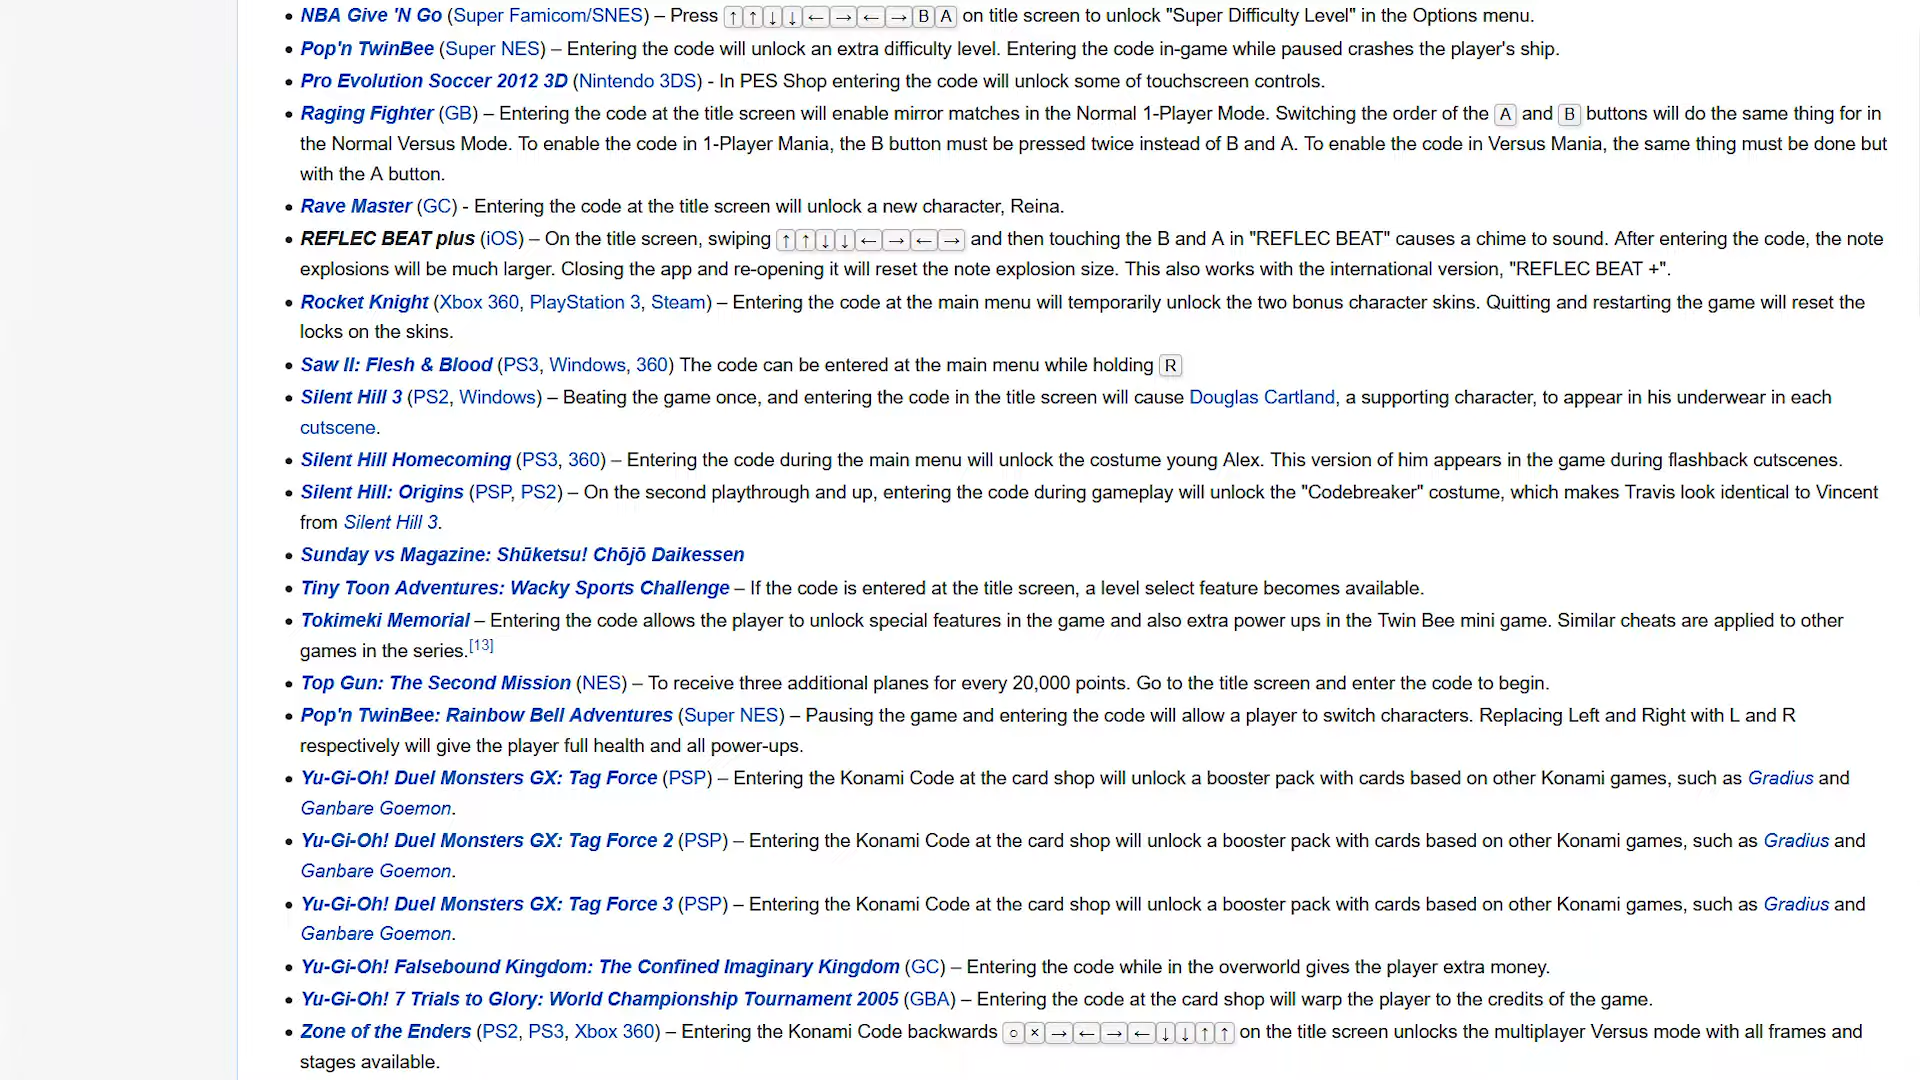 • NBA Give 'N Go (Super Famicom/SNES) – Press ↑↑↓↓←→←→BA on title screen to unlock "Super Difficulty Level" in the Options menu.
• Pop'n TwinBee (Super NES) – Entering the code will unlock an extra difficulty level. Entering the code in-game while paused crashes the player's ship.
• Pro Evolution Soccer 2012 3D (Nintendo 3DS) - In PES Shop entering the code will unlock some of touchscreen controls.
• Raging Fighter (GB) – Entering the code at the title screen will enable mirror matches in the Normal 1-Player Mode. Switching the order of the A and B buttons will do the same thing for in
the Normal Versus Mode. To enable the code in 1-Player Mania, the B button must be pressed twice instead of B and A. To enable the code in Versus Mania, the same thing must be done but
with the A button.
• Rave Master (GC) - Entering the code at the title screen will unlock a new character, Reina.
• REFLEC BEAT plus (iOS) – On the title screen, swiping ↑↑↓↓←→←→ and then touching the B and A in "REFLEC BEAT" causes a chime to sound. After entering the code, the note
explosions will be much larger. Closing the app and re-opening it will reset the note explosion size. This also works with the international version, "REFLEC BEAT +".
• Rocket Knight (Xbox 360, PlayStation 3, Steam) – Entering the code at the main menu will temporarily unlock the two bonus character skins. Quitting and restarting the game will reset the
locks on the skins.
• Saw II: Flesh & Blood (PS3, Windows, 360) The code can be entered at the main menu while holding R
• Silent Hill 3 (PS2, Windows) – Beating the game once, and entering the code in the title screen will cause Douglas Cartland, a supporting character, to appear in his underwear in each
cutscene.
• Silent Hill Homecoming (PS3, 360) – Entering the code during the main menu will unlock the costume young Alex. This version of him appears in the game during flashback cutscenes.
• Silent Hill: Origins (PSP, PS2) – On the second playthrough and up, entering the code during gameplay will unlock the "Codebreaker" costume, which makes Travis look identical to Vincent
from Silent Hill 3.
• Sunday vs Magazine: Shūketsu! Chōjō Daikessen
• Tiny Toon Adventures: Wacky Sports Challenge – If the code is entered at the title screen, a level select feature becomes available.
• Tokimeki Memorial – Entering the code allows the player to unlock special features in the game and also extra power ups in the Twin Bee mini game. Similar cheats are applied to other
games in the series.[13]
• Top Gun: The Second Mission (NES) – To receive three additional planes for every 20,000 points. Go to the title screen and enter the code to begin.
• Pop'n TwinBee: Rainbow Bell Adventures (Super NES) – Pausing the game and entering the code will allow a player to switch characters. Replacing Left and Right with L and R
respectively will give the player full health and all power-ups.
• Yu-Gi-Oh! Duel Monsters GX: Tag Force (PSP) – Entering the Konami Code at the card shop will unlock a booster pack with cards based on other Konami games, such as Gradius and
Ganbare Goemon.
• Yu-Gi-Oh! Duel Monsters GX: Tag Force 2 (PSP) – Entering the Konami Code at the card shop will unlock a booster pack with cards based on other Konami games, such as Gradius and
Ganbare Goemon.
• Yu-Gi-Oh! Duel Monsters GX: Tag Force 3 (PSP) – Entering the Konami Code at the card shop will unlock a booster pack with cards based on other Konami games, such as Gradius and
Ganbare Goemon.
• Yu-Gi-Oh! Falsebound Kingdom: The Confined Imaginary Kingdom (GC) – Entering the code while in the overworld gives the player extra money.
• Yu-Gi-Oh! 7 Trials to Glory: World Championship Tournament 2005 (GBA) – Entering the code at the card shop will warp the player to the credits of the game.
• Zone of the Enders (PS2, PS3, Xbox 360) – Entering the Konami Code backwards ○×→←→←↓↓↑↑ on the title screen unlocks the multiplayer Versus mode with all frames and
stages available.